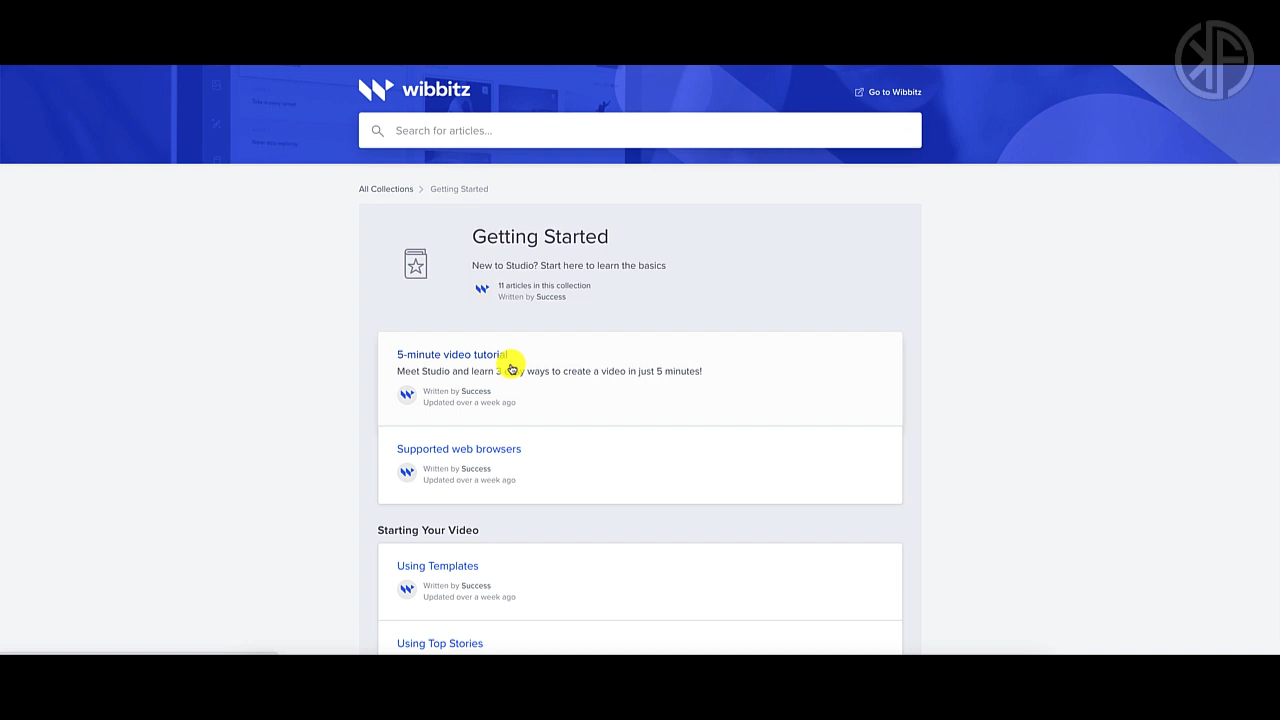 wibbitz
Go to Wibbitz
Search for articles...
All Collections
Getting Started
Getting Started
New to Studio? Start here to learn the basics
11 articles in this collection
Written by Success
5-minute video tutorial
Meet Studio and learn 3 ways to create a video in just 5 minutes!
Written by Success
Updated over a week ago
Supported web browsers
Written by Success
Updated over a week ago
Starting Your Video
Using Templates
Written by Success
Updated over a week ago
Using Top Stories